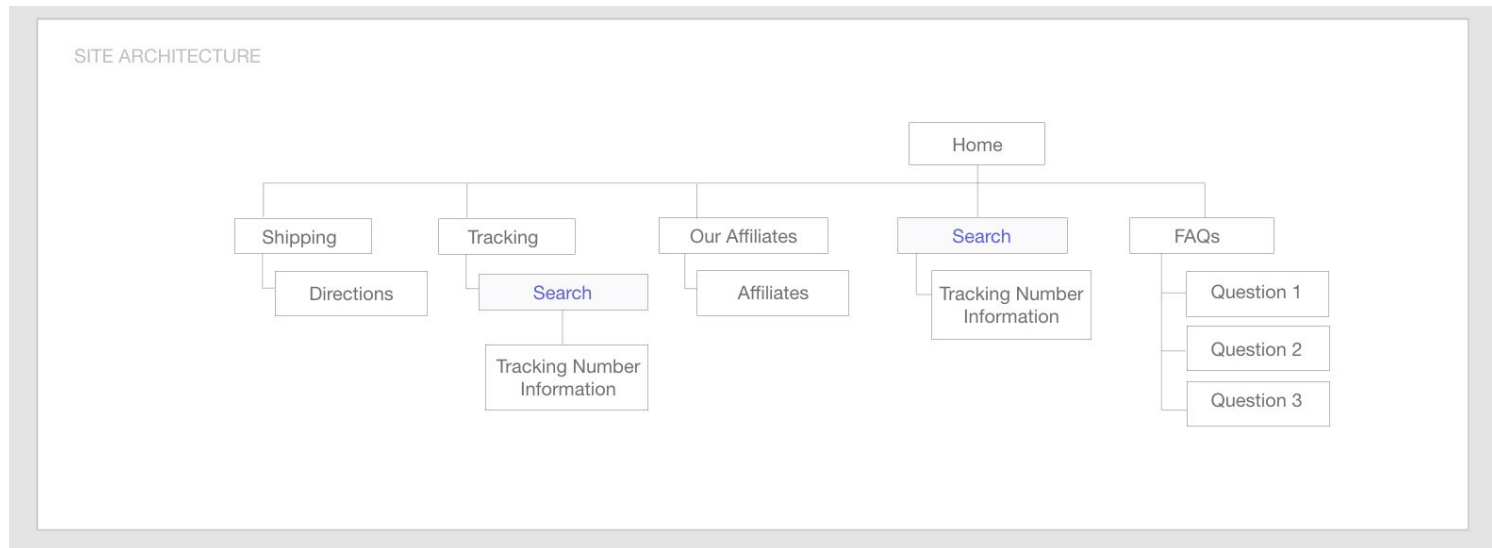 SITE ARCHITECTURE
Home
Shipping
Tracking
Our Affiliates
Search
FAQs
Directions
Search
Affiliates
Tracking Number
Information
Question 1
Tracking Number
Information
Question 2
Question 3